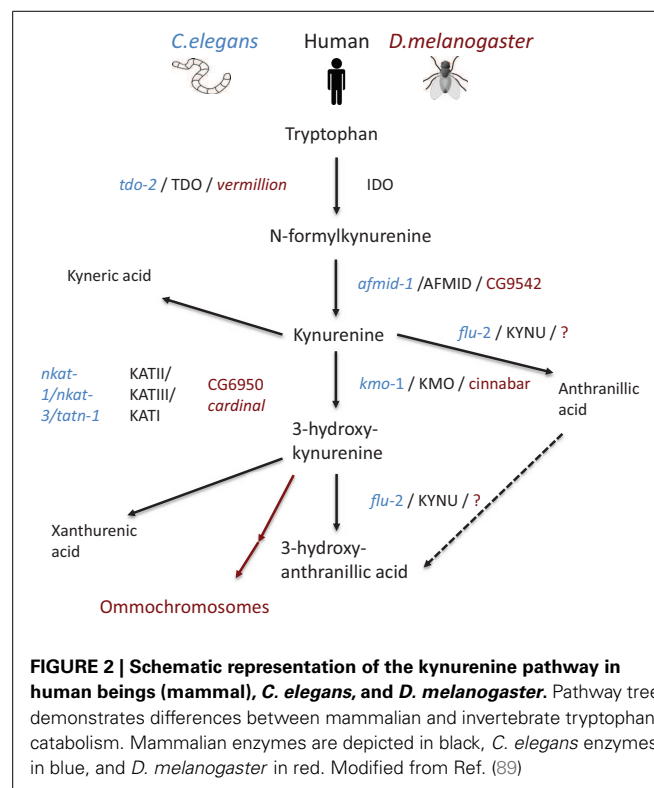 C.elegans Human D.melanogaster
Tryptophan
tdo-2 / TDO / vermillion IDO
N-formylkynurenine
Kyneric acid
afmid-1 /AFMID / CG9542
Kynurenine
flu-2 / KYNU / ?
nkat-
1/nkat-
3/tatn-1
KATII/
KATIII/
KATI
CG6950
cardinal
kmo-1 / KMO / cinnabar
Anthranillic
acid
3-hydroxy-
kynurenine
flu-2 / KYNU / ?
Xanthurenic
acid
3-hydroxy-
anthranillic acid
Ommochromosomes
FIGURE 2 | Schematic representation of the kynurenine pathway in
human beings (mammal), C. elegans, and D. melanogaster. Pathway tree
demonstrates differences between mammalian and invertebrate tryptophan
catabolism. Mammalian enzymes are depicted in black, C. elegans enzymes
in blue, and D. melanogaster in red. Modified from Ref. (89)